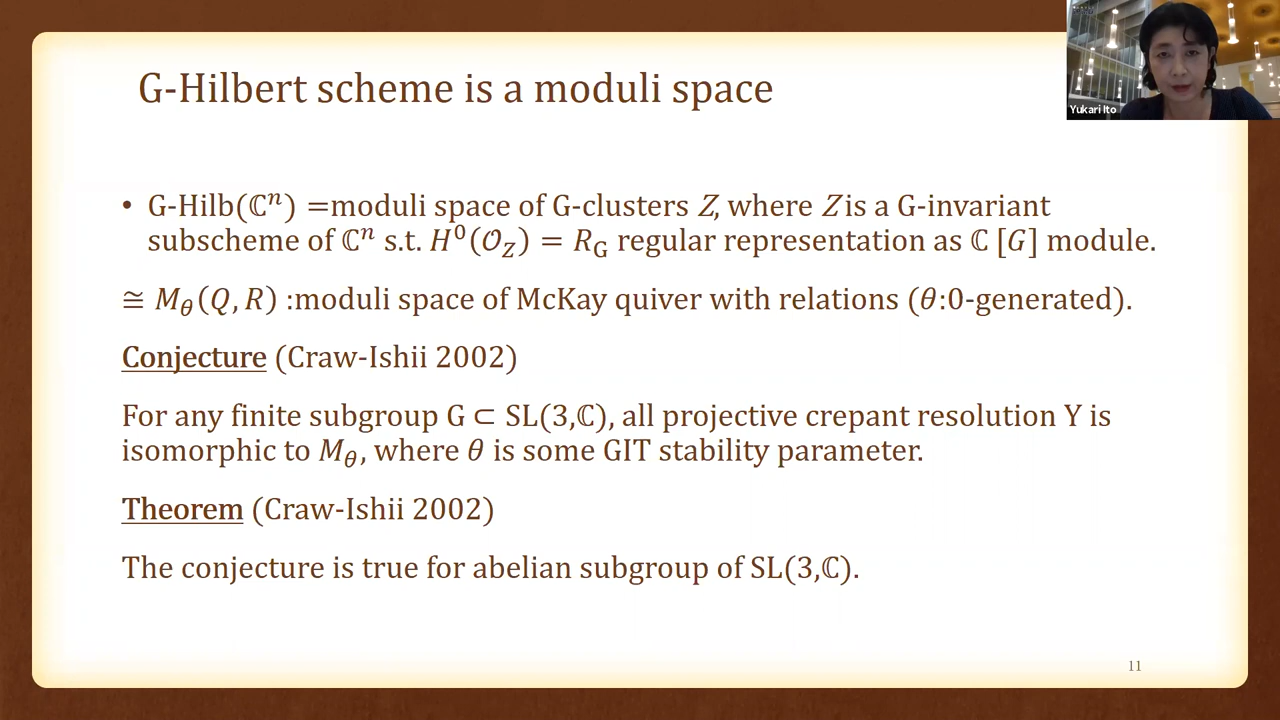 G-Hilbert scheme is a moduli space
Yukari Ito
• G-Hilb(ℂⁿ) =moduli space of G-clusters Z, where Z is a G-invariant
subscheme of ℂⁿ s.t. H⁰(𝒪_Z) = R_G regular representation as ℂ [G] module.
≅ M_θ(Q, R) :moduli space of McKay quiver with relations (θ:0-generated).
Conjecture (Craw-Ishii 2002)
For any finite subgroup G ⊂ SL(3,ℂ), all projective crepant resolution Y is
isomorphic to M_θ, where θ is some GIT stability parameter.
Theorem (Craw-Ishii 2002)
The conjecture is true for abelian subgroup of SL(3,ℂ).
11